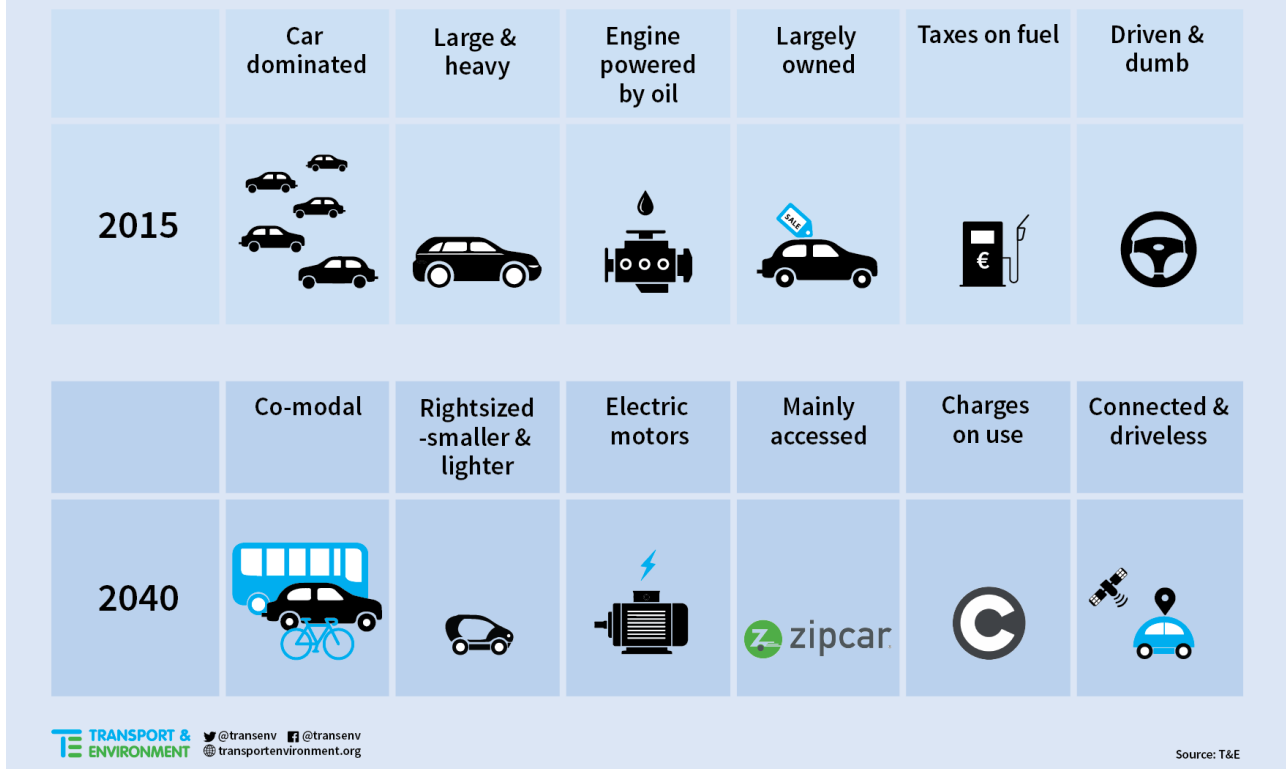 Car
dominated
Large &
heavy
Engine
powered
by oil
Largely
owned
Taxes on fuel
Driven &
dumb
2015
SALE
€
Co-modal
Rightsized
-smaller &
lighter
Electric
motors
Mainly
accessed
Charges
on use
Connected &
driveless
2040
Z zipcar.
C
TE TRANSPORT &
ENVIRONMENT
@transenv @transenv
transportenvironment.org
Source: T&E